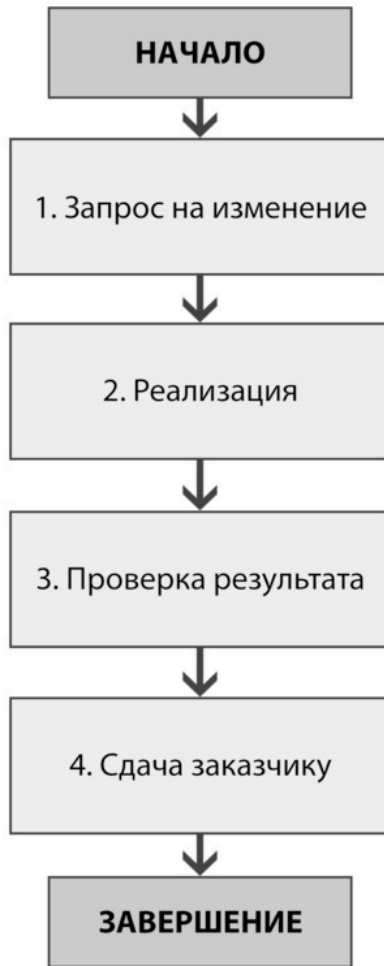 НАЧАЛО
1. Запрос на изменение
2. Реализация
3. Проверка результата
4. Сдача заказчику
ЗАВЕРШЕНИЕ